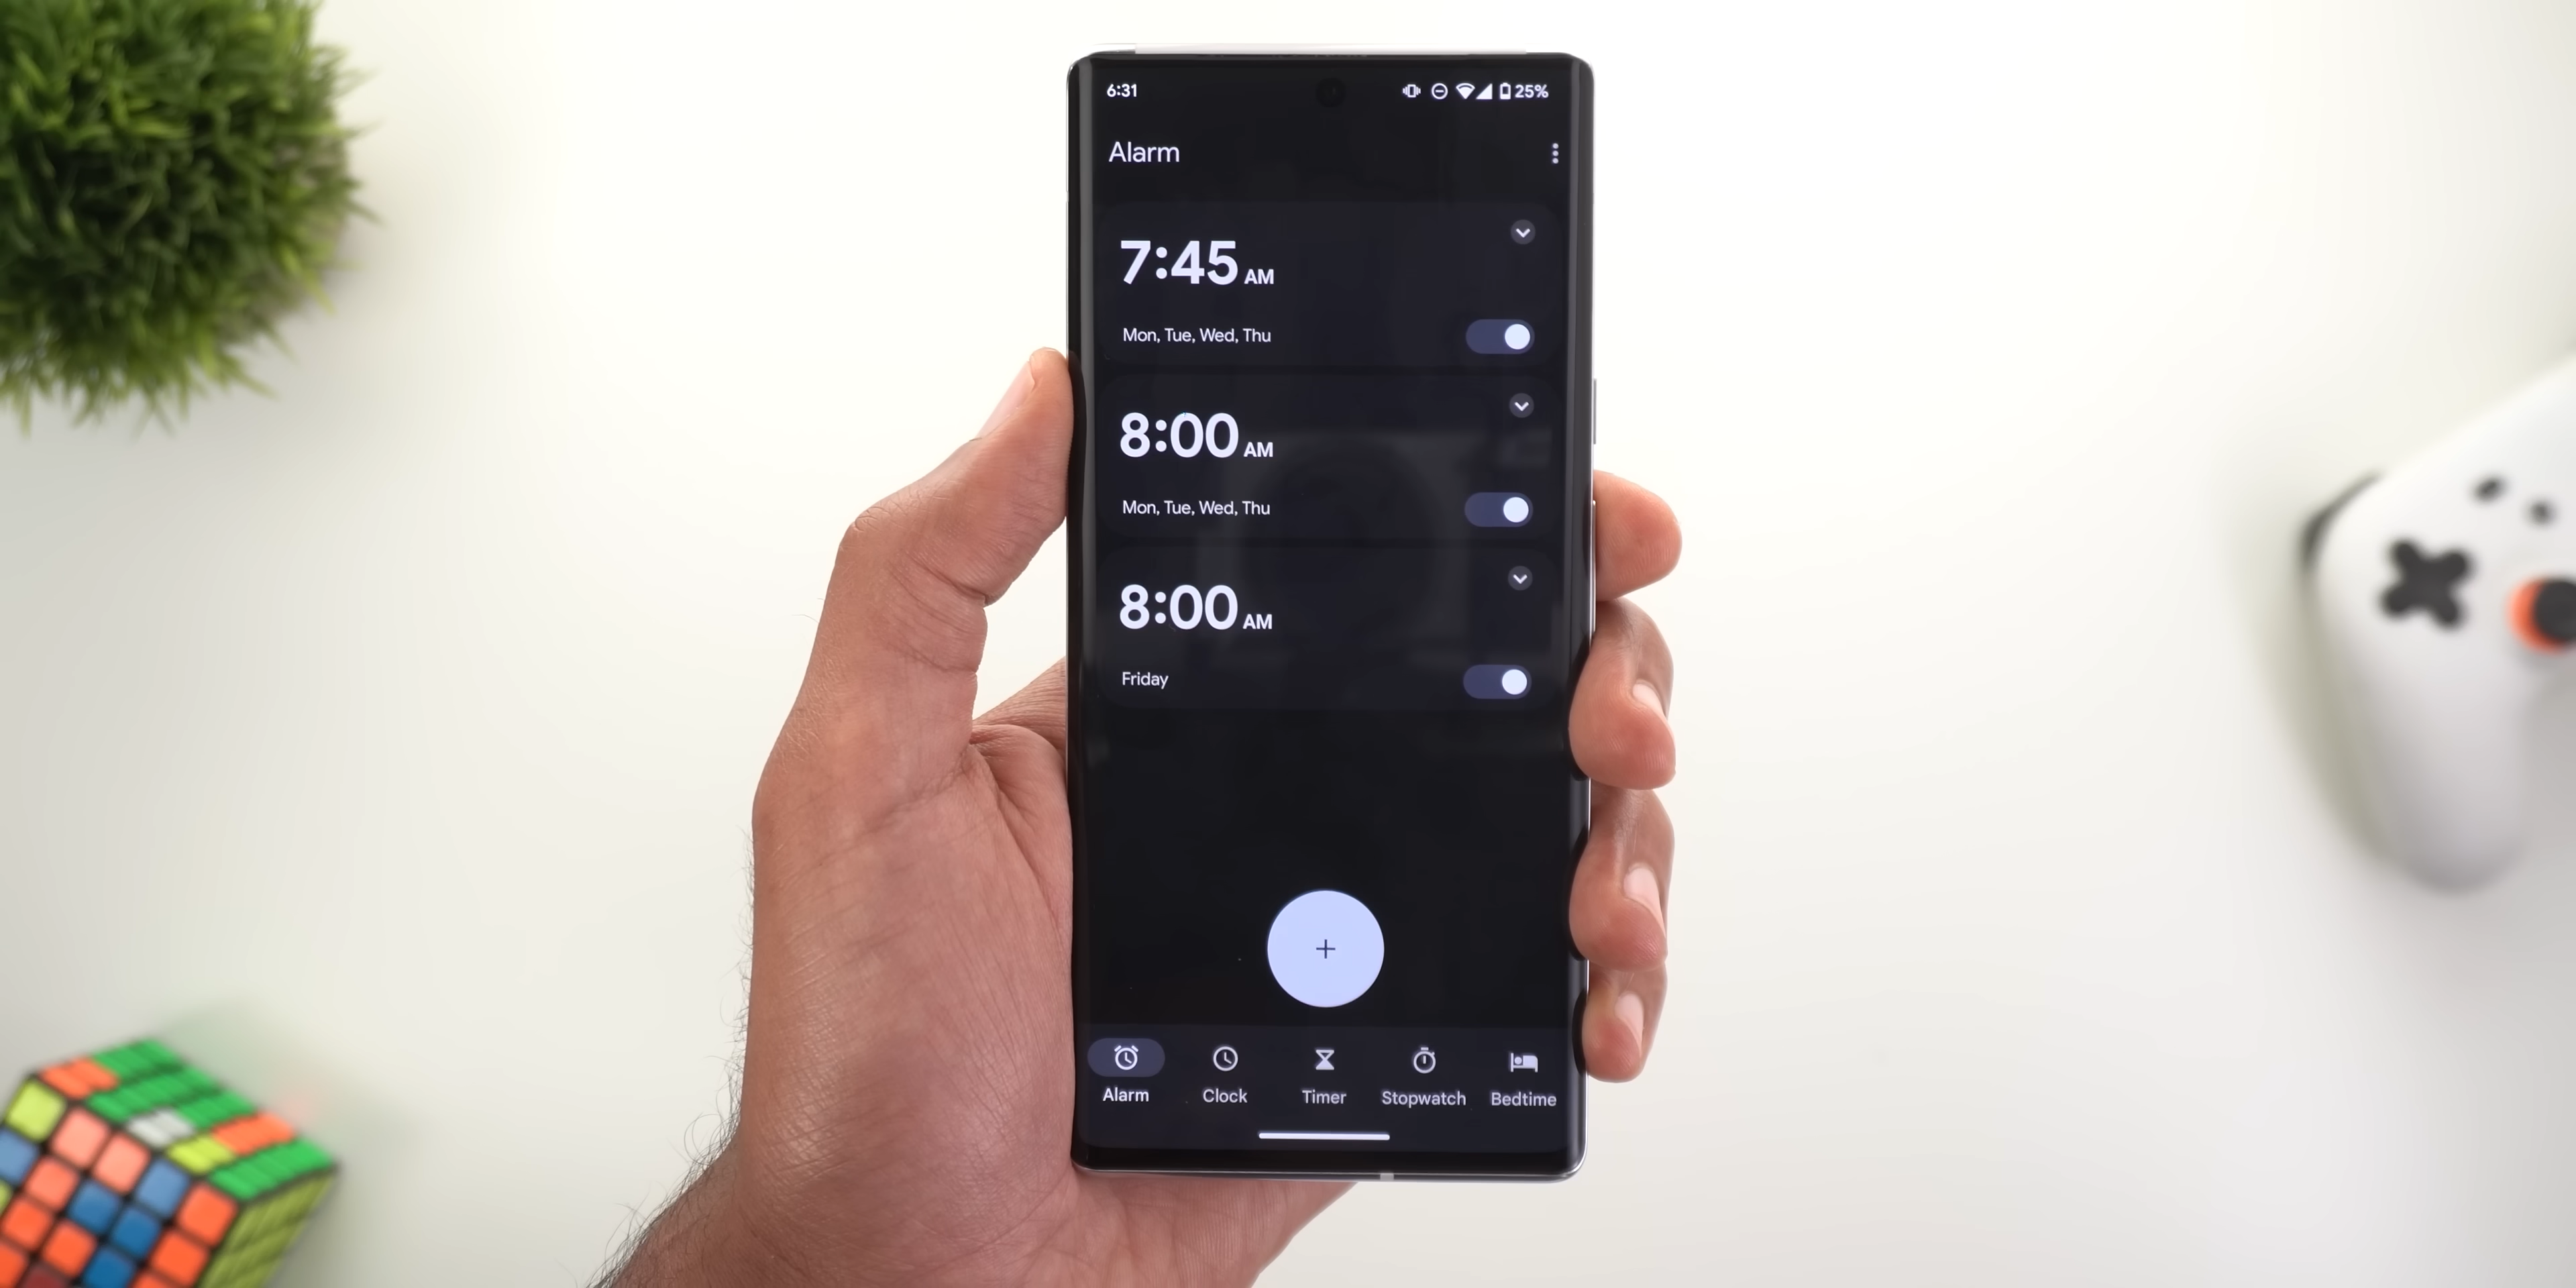 6:31 25%
Alarm
7:45 AM
Mon, Tue, Wed, Thu
8:00 AM
Mon, Tue, Wed, Thu
8:00 AM
Friday
+
Alarm Clock Timer Stopwatch Bedtime